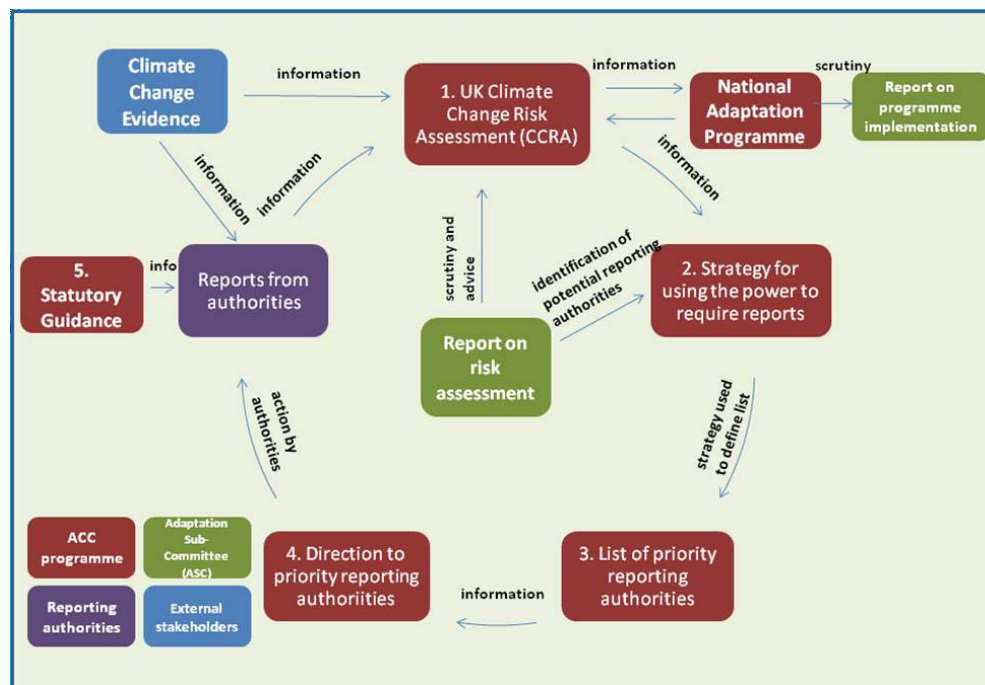 Climate
Change
Evidence
information
1. UK Climate
Change Risk
Assessment (CCRA)
information
National
Adaptation
Programme
scrutiny
Report on
programme
implementation
information
information
information
5.
Statutory
Guidance
info
Reports from
authorities
scrutiny and
advice
identification of
potential reporting
authorities
2. Strategy for
using the power to
require reports
Report on
risk
assessment
action by
authorities
strategy used
to define list
ACC
programme
Adaptation
Sub-
Committee
(ASC)
Reporting
authorities
External
stakeholders
4. Direction to
priority reporting
authoriities
information
3. List of priority
reporting
authorities